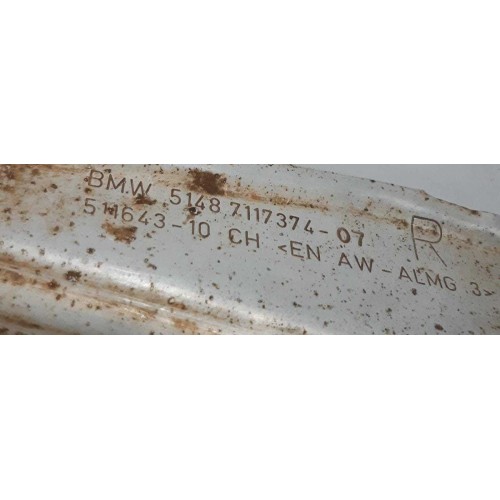 BMW 5148 7117374-07 R
511643-10 CH <EN AW-ALMG 3>